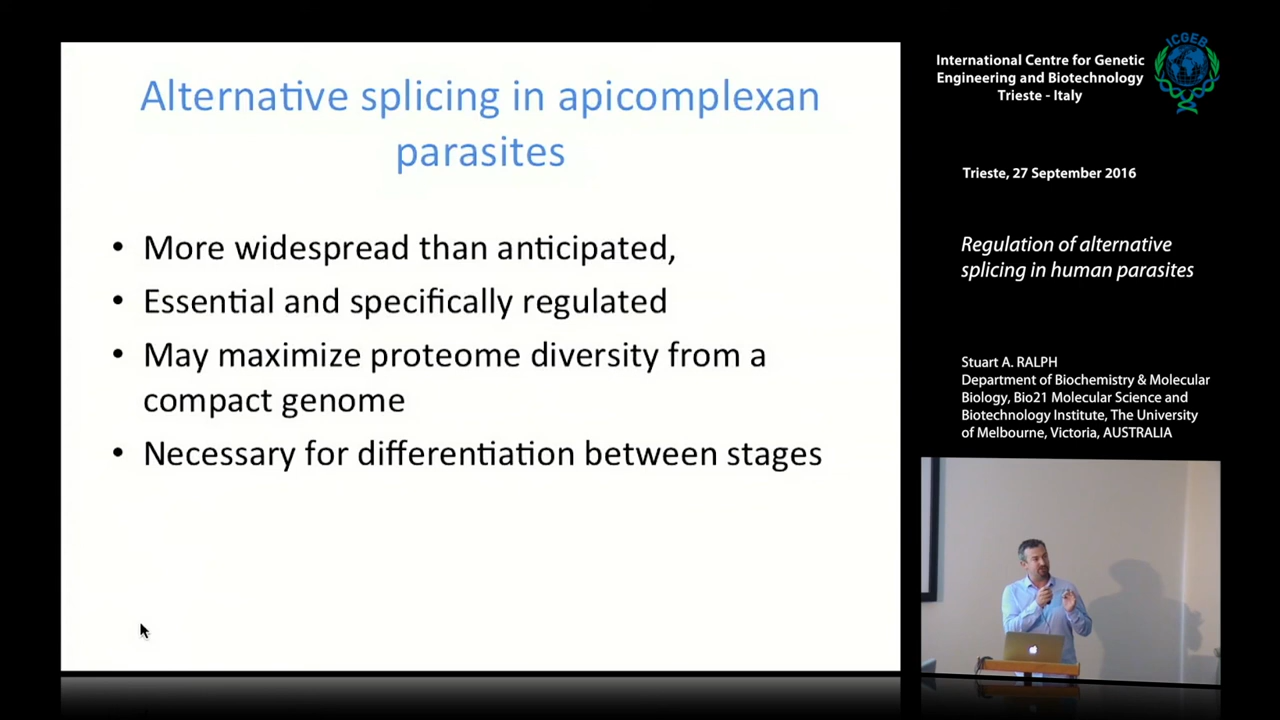 Alternative splicing in apicomplexan
parasites
• More widespread than anticipated,
• Essential and specifically regulated
• May maximize proteome diversity from a
compact genome
• Necessary for differentiation between stages
International Centre for Genetic
Engineering and Biotechnology
Trieste - Italy
ICGEB
Trieste, 27 September 2016
Regulation of alternative
splicing in human parasites
Stuart A. RALPH
Department of Biochemistry & Molecular
Biology, Bio21 Molecular Science and
Biotechnology Institute, The University
of Melbourne, Victoria, AUSTRALIA